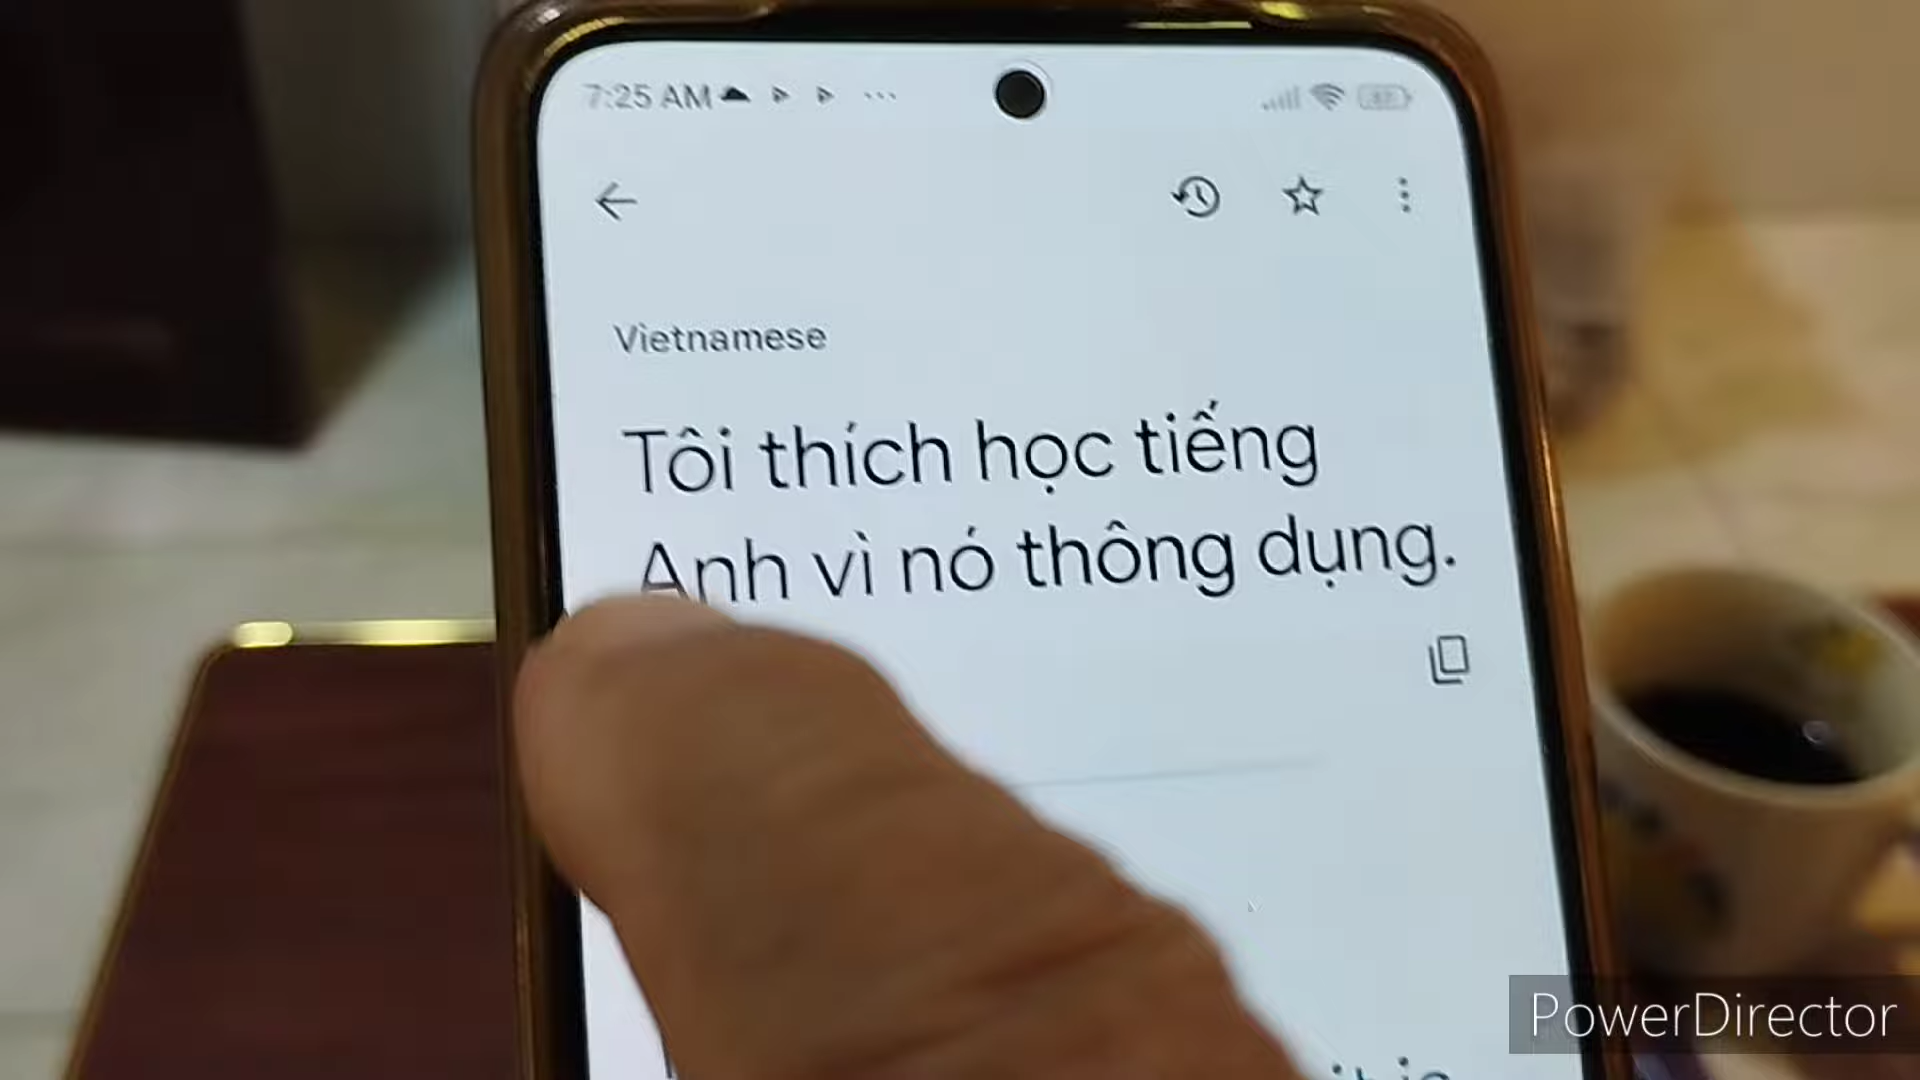 7:25 AM
Vietnamese
Tôi thích học tiếng
Anh vì nó thông dụng.
PowerDirector